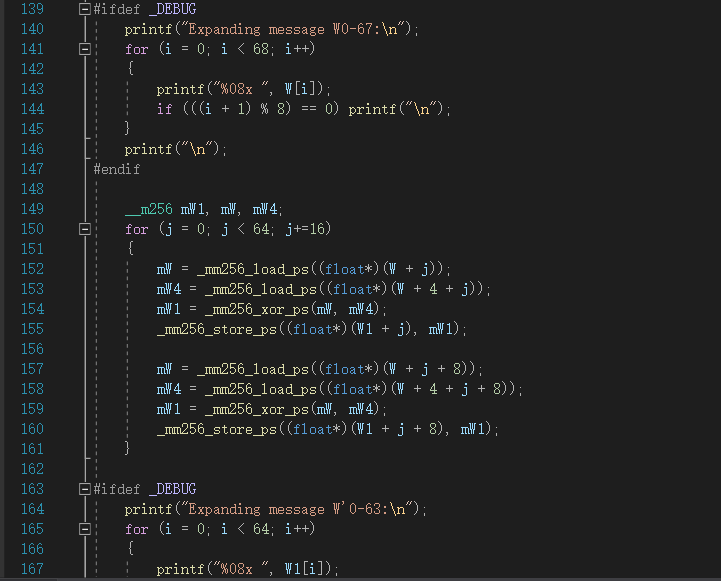 139 #ifdef _DEBUG
140     printf("Expanding message W0-67:\n");
141     for (i = 0; i < 68; i++)
142     {
143         printf("%08x ", W[i]);
144         if (((i + 1) % 8) == 0) printf("\n");
145     }
146     printf("\n");
147 #endif
148
149     __m256 mW1, mW, mW4;
150     for (j = 0; j < 64; j+=16)
151     {
152         mW = _mm256_load_ps((float*)(W + j));
153         mW4 = _mm256_load_ps((float*)(W + 4 + j));
154         mW1 = _mm256_xor_ps(mW, mW4);
155         _mm256_store_ps((float*)(W1 + j), mW1);
156
157         mW = _mm256_load_ps((float*)(W + j + 8));
158         mW4 = _mm256_load_ps((float*)(W + 4 + j + 8));
159         mW1 = _mm256_xor_ps(mW, mW4);
160         _mm256_store_ps((float*)(W1 + j + 8), mW1);
161     }
162
163 #ifdef _DEBUG
164     printf("Expanding message W'0-63:\n");
165     for (i = 0; i < 64; i++)
166     {
167         printf("%08x ", W1[i]);